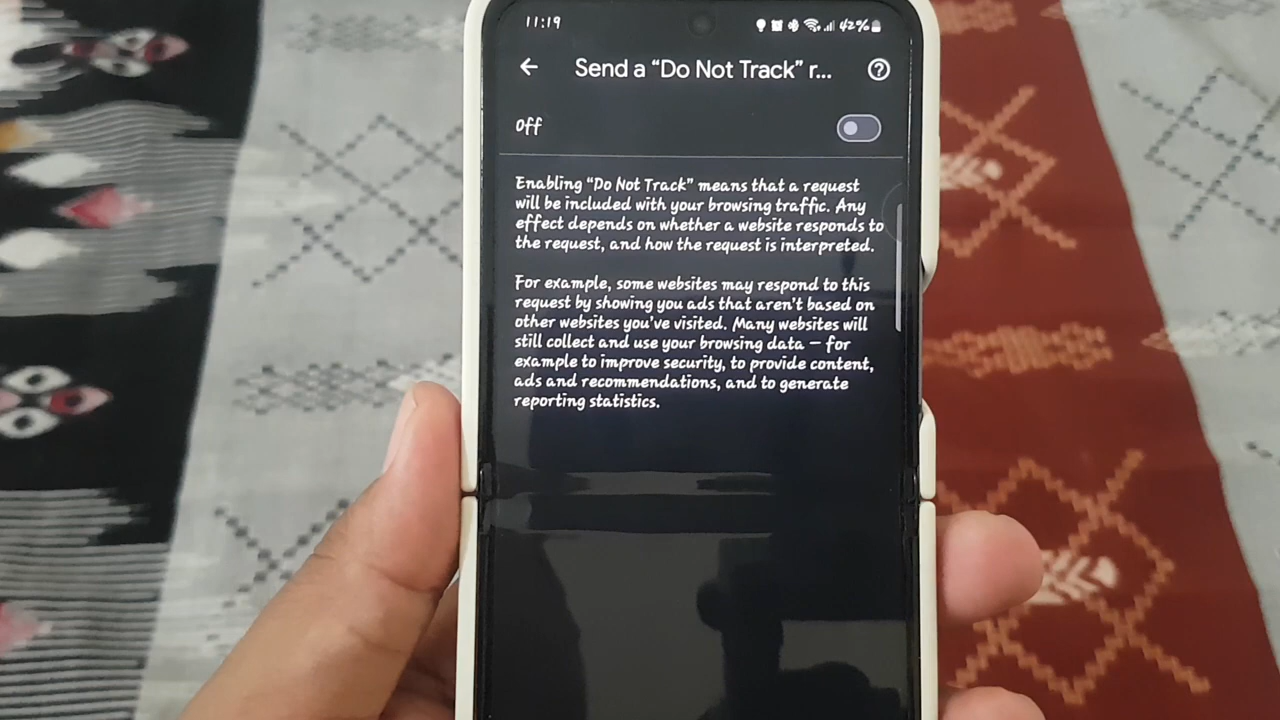 11:19 42%
Send a “Do Not Track” r...
Off
Enabling “Do Not Track” means that a request
will be included with your browsing traffic. Any
effect depends on whether a website responds to
the request, and how the request is interpreted.
For example, some websites may respond to this
request by showing you ads that aren’t based on
other websites you’ve visited. Many websites will
still collect and use your browsing data – for
example to improve security, to provide content,
ads and recommendations, and to generate
reporting statistics.